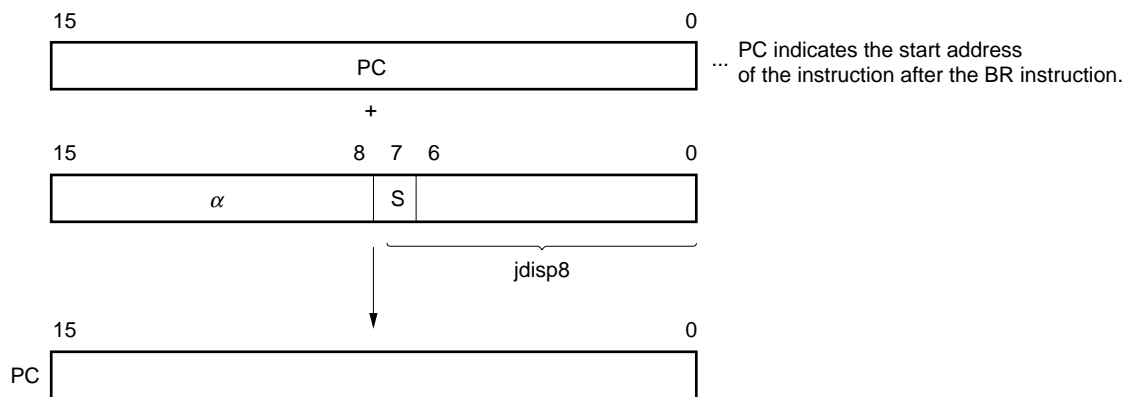 15 0
PC
... PC indicates the start address
of the instruction after the BR instruction.
+
15 8 7 6 0
α S
jdisp8
15 0
PC